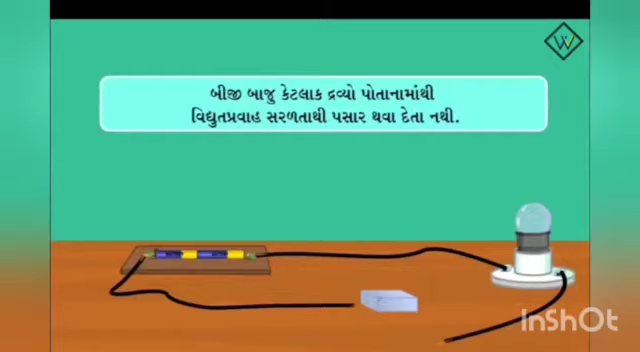 બીજી બાજુ કેટલાક દ્રવ્યો પોતાનામાંથી
વિદ્યુતપ્રવાહ સરળતાથી પસાર થવા દેતા નથી.
InShOt